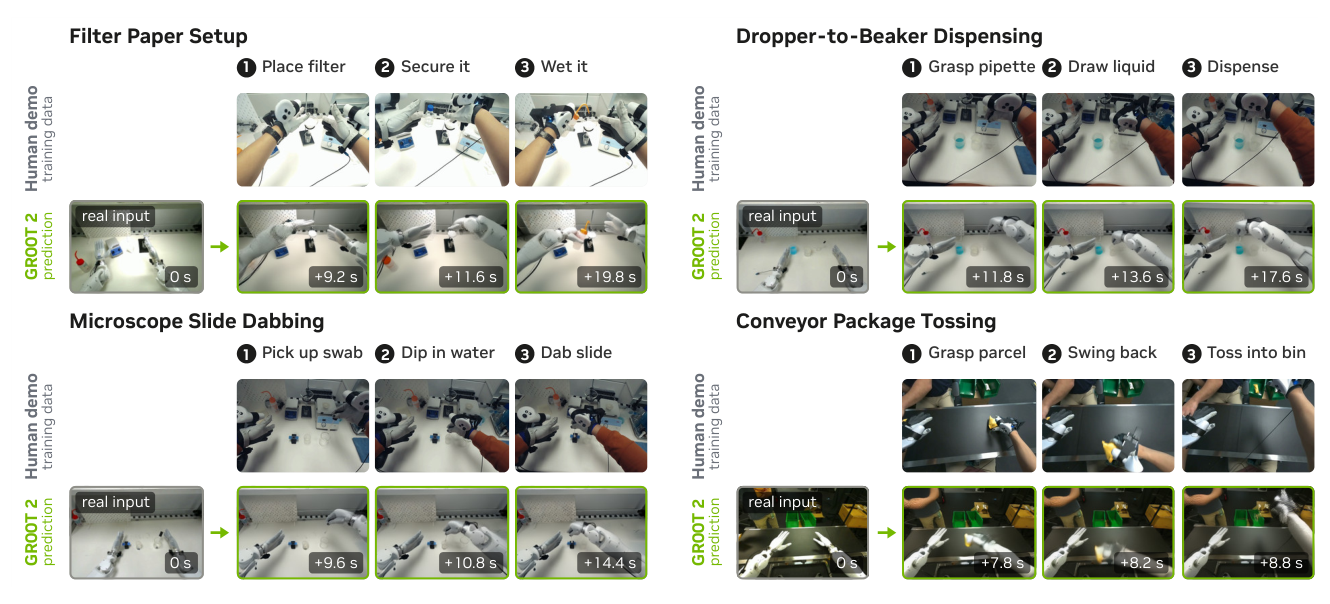 Filter Paper Setup
1 Place filter
2 Secure it
3 Wet it
Human demo
training data
GR00T 2
prediction
real input
0 s
+9.2 s
+11.6 s
+19.8 s
Dropper-to-Beaker Dispensing
1 Grasp pipette
2 Draw liquid
3 Dispense
Human demo
training data
GR00T 2
prediction
real input
0 s
+11.8 s
+13.6 s
+17.6 s
Microscope Slide Dabbing
1 Pick up swab
2 Dip in water
3 Dab slide
Human demo
training data
GR00T 2
prediction
real input
0 s
+9.6 s
+10.8 s
+14.4 s
Conveyor Package Tossing
1 Grasp parcel
2 Swing back
3 Toss into bin
Human demo
training data
GR00T 2
prediction
real input
0 s
+7.8 s
+8.2 s
+8.8 s